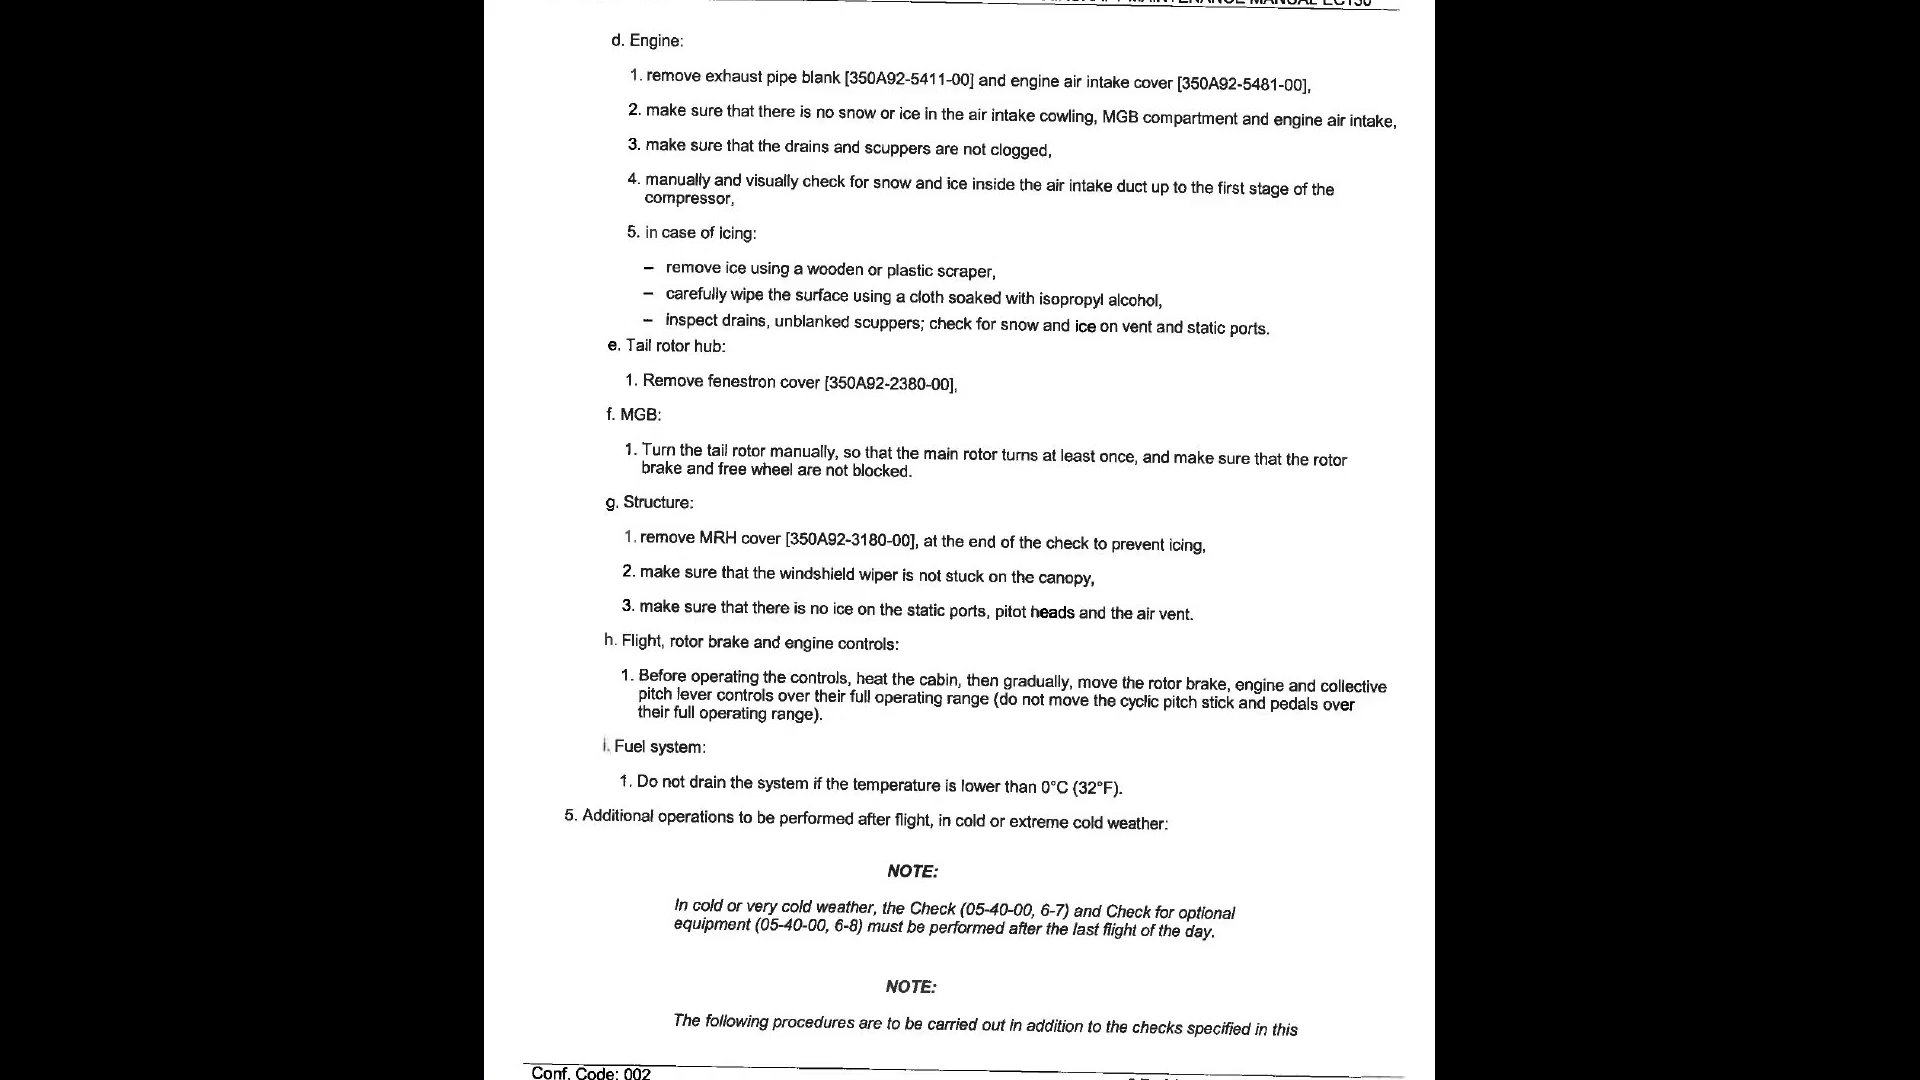 MAINTENANCE MANUAL EC130
d. Engine:
1. remove exhaust pipe blank [350A92-5411-00] and engine air intake cover [350A92-5481-00],
2. make sure that there is no snow or ice in the air intake cowling, MGB compartment and engine air intake,
3. make sure that the drains and scuppers are not clogged,
4. manually and visually check for snow and ice inside the air intake duct up to the first stage of the
compressor,
5. in case of icing:
– remove ice using a wooden or plastic scraper,
– carefully wipe the surface using a cloth soaked with isopropyl alcohol,
– inspect drains, unblanked scuppers; check for snow and ice on vent and static ports.
e. Tail rotor hub:
1. Remove fenestron cover [350A92-2380-00],
f. MGB:
1. Turn the tail rotor manually, so that the main rotor turns at least once, and make sure that the rotor
brake and free wheel are not blocked.
g. Structure:
1. remove MRH cover [350A92-3180-00], at the end of the check to prevent icing,
2. make sure that the windshield wiper is not stuck on the canopy,
3. make sure that there is no ice on the static ports, pitot heads and the air vent.
h. Flight, rotor brake and engine controls:
1. Before operating the controls, heat the cabin, then gradually, move the rotor brake, engine and collective
pitch lever controls over their full operating range (do not move the cyclic pitch stick and pedals over
their full operating range).
i. Fuel system:
1. Do not drain the system if the temperature is lower than 0°C (32°F).
5. Additional operations to be performed after flight, in cold or extreme cold weather:
NOTE:
In cold or very cold weather, the Check (05-40-00, 6-7) and Check for optional
equipment (05-40-00, 6-8) must be performed after the last flight of the day.
NOTE:
The following procedures are to be carried out in addition to the checks specified in this
Conf. Code: 002